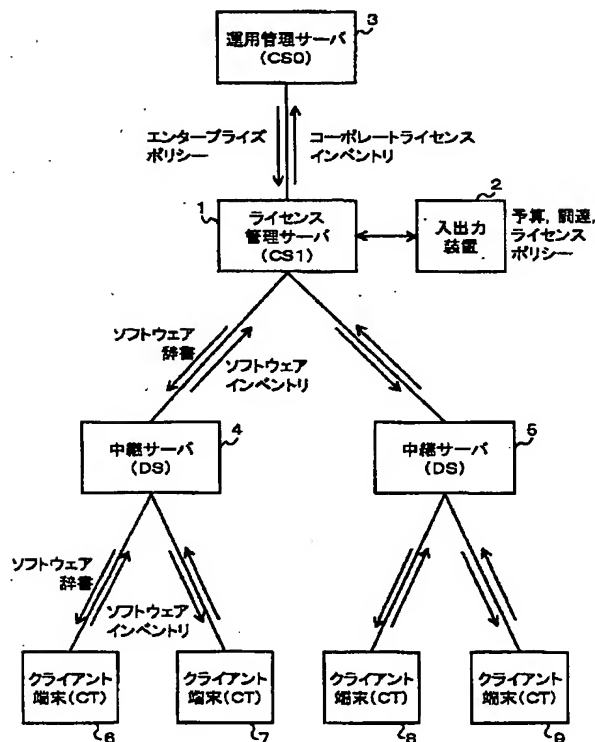 3
運用管理サーバ
(CS0)
エンタープライズ
ポリシー
コーポレートライセンス
インベントリ
1
ライセンス
管理サーバ
(CS1)
2
入出力
装置
予算,調達,
ライセンス
ポリシー
ソフトウェア
辞書
ソフトウェア
インベントリ
4
中継サーバ
(DS)
5
中継サーバ
(DS)
ソフトウェア
辞書
ソフトウェア
インベントリ
クライアント
端末(CT)
6
クライアント
端末(CT)
7
クライアント
端末(CT)
8
クライアント
端末(CT)
9